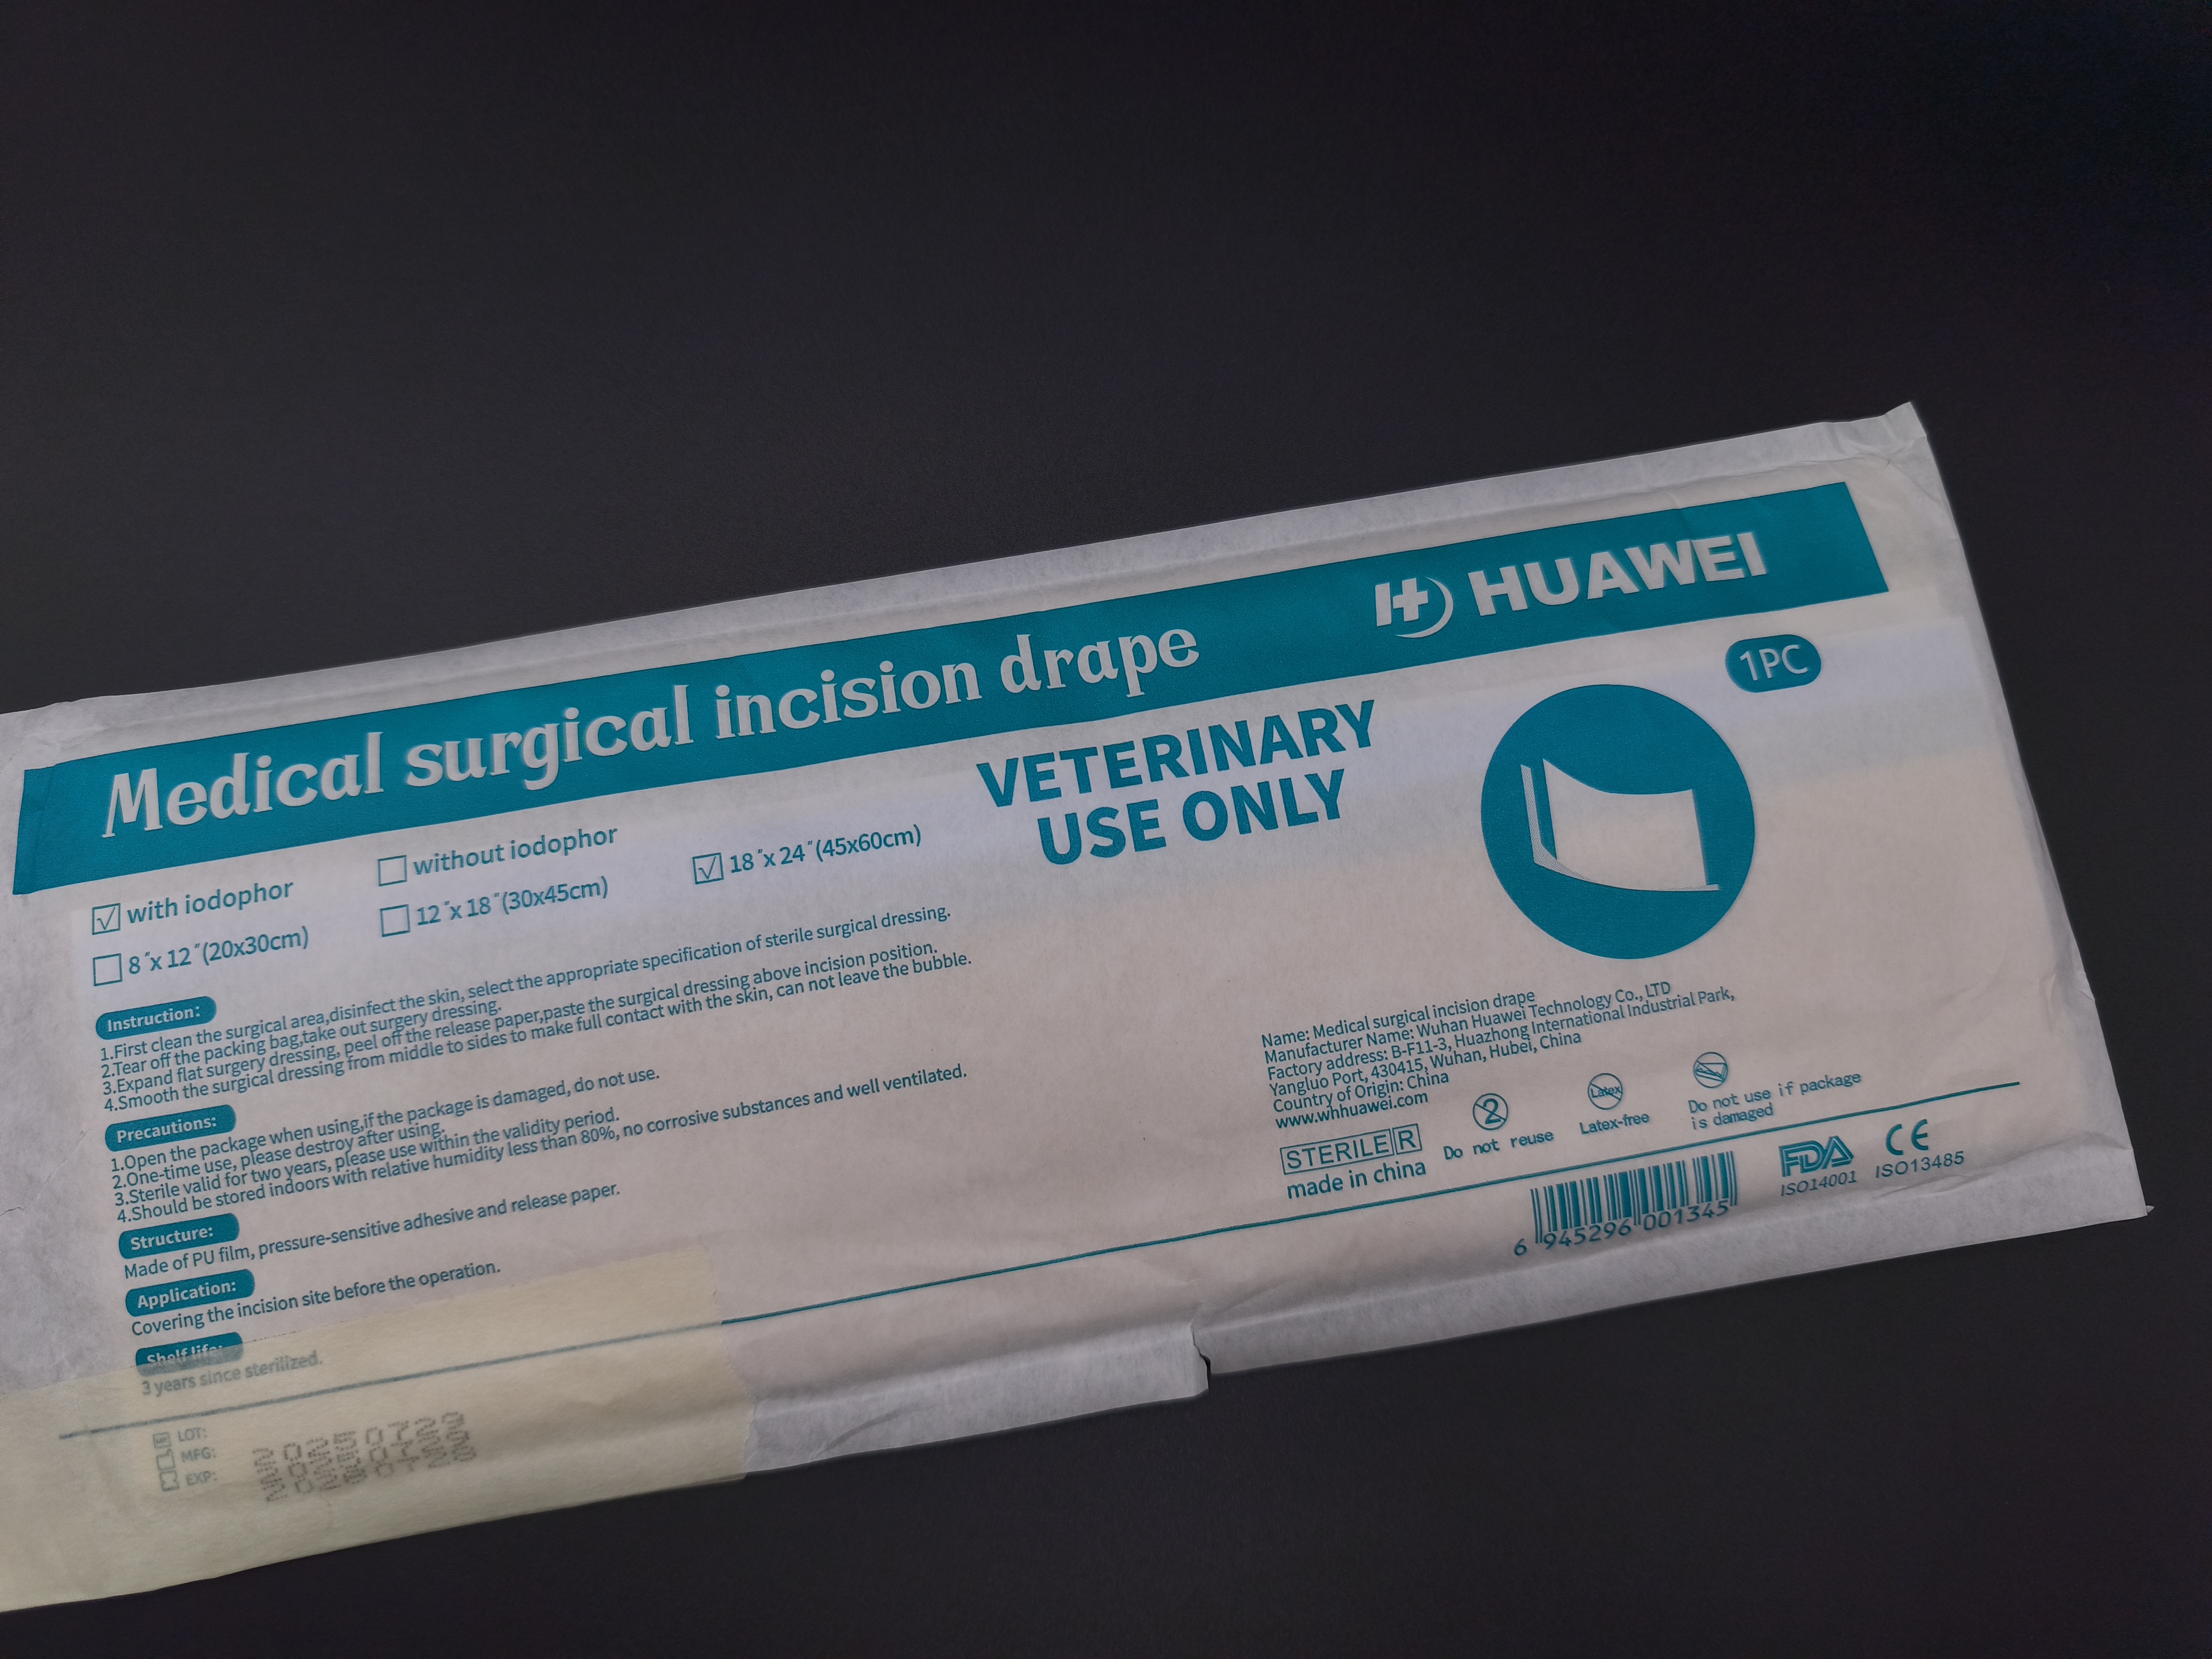 Medical surgical incision drape
HUAWEI
1PC
VETERINARY
USE ONLY
with iodophor
without iodophor
18″x 24″(45x60cm)
8″x 12″(20x30cm)
12″x 18″(30x45cm)
Instruction:
1.First clean the surgical area,disinfect the skin, select the appropriate specification of sterile surgical dressing.
2.Tear off the packing bag,take out surgery dressing.
3.Expand flat surgery dressing, peel off the release paper,paste the surgical dressing above incision position.
4.Smooth the surgical dressing from middle to sides to make full contact with the skin, can not leave the bubble.
Precautions:
1.Open the package when using,if the package is damaged, do not use.
2.One-time use, please destroy after using.
3.Sterile valid for two years, please use within the validity period.
4.Should be stored indoors with relative humidity less than 80%, no corrosive substances and well ventilated.
Structure:
Made of PU film, pressure-sensitive adhesive and release paper.
Application:
Covering the incision site before the operation.
Shelf life:
3 years since sterilized.
LOT: 20250729
MFG:
EXP:
Name: Medical surgical incision drape
Manufacturer Name: Wuhan Huawei Technology Co., LTD
Factory address: B-F11-3, Huazhong International Industrial Park,
Yangluo Port, 430415, Wuhan, Hubei, China
Country of Origin: China
www.whhuawei.com
STERILE R
made in china
2
Do not reuse
Latex
Latex-free
Do not use if package
is damaged
6 945296 001345
FDA
ISO14001
CE
ISO13485